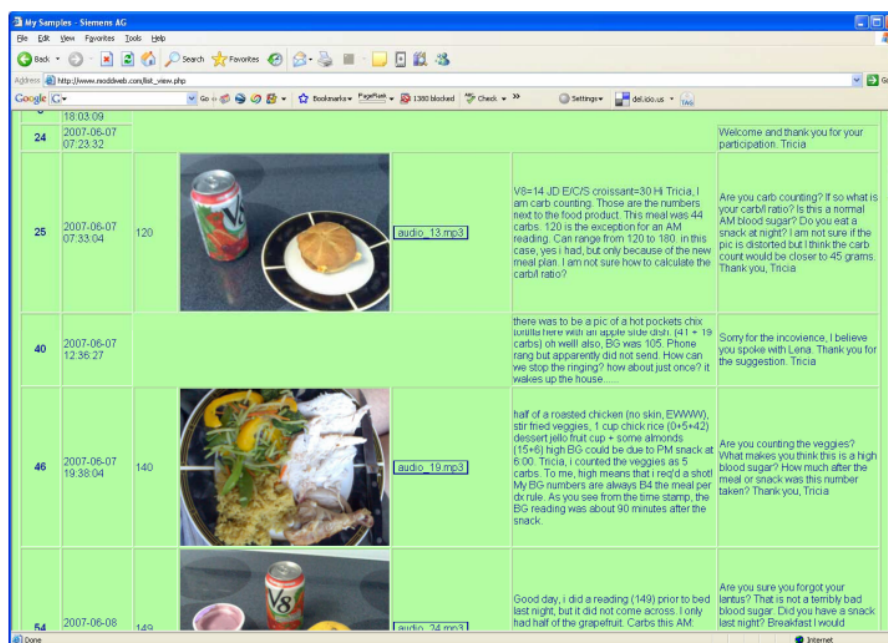 My Samples - Siemens AG
File Edit View Favorites Tools Help
Back Search Favorites
Address http://www.moddweb.com/list_view.php
Google G Go Bookmarks PageRank 1380 blocked Check Settings del.icio.us TAG
18:03:09
24
2007-06-07
07:23:32
Welcome and thank you for your
participation. Tricia
25
2007-06-07
07:33:04
120
V8
audio_13.mp3
V8=14 JD E/C/S croissant=30 Hi Tricia, I
am carb counting. Those are the numbers
next to the food product. This meal was 44
carbs. 120 is the exception for an AM
reading. Can range from 120 to 180. in this
case, yes i had, but only because of the new
meal plan. I am not sure how to calculate the
carb/l ratio?
Are you carb counting? If so what is
your carb/l ratio? Is this a normal
AM blood sugar? Do you eat a
snack at night? I am not sure if the
pic is distorted but I think the carb
count would be closer to 45 grams.
Thank you, Tricia
40
2007-06-07
12:36:27
there was to be a pic of a hot pockets chix
tortilla here with an apple side dish. (41 + 19
carbs) oh well! also, BG was 105. Phone
rang but apparently did not send. How can
we stop the ringing? how about just once? it
wakes up the house......
Sorry for the incovience, I believe
you spoke with Lena. Thank you for
the suggestion. Tricia
46
2007-06-07
19:38:04
140
audio_19.mp3
half of a roasted chicken (no skin, EWWW),
stir fried veggies, 1 cup chick rice (0+5+42)
dessert jello fruit cup + some almonds
(15+6) high BG could be due to PM snack at
6:00. Tricia, i counted the veggies as 5
carbs. To me, high means that i req'd a shot!
My BG numbers are always B4 the meal per
dx rule. As you see from the time stamp, the
BG reading was about 90 minutes after the
snack.
Are you counting the veggies?
What makes you think this is a high
blood sugar? How much after the
meal or snack was this number
taken? Thank you, Tricia
54
2007-06-08
149
V8
audio_24.mp3
Good day, i did a reading (149) prior to bed
last night, but it did not come across. I only
had half of the grapefruit. Carbs this AM:
Are you sure you forgot your
lantus? That is not a terribly bad
blood sugar. Did you have a snack
last night? Breakfast I would
Done
Internet